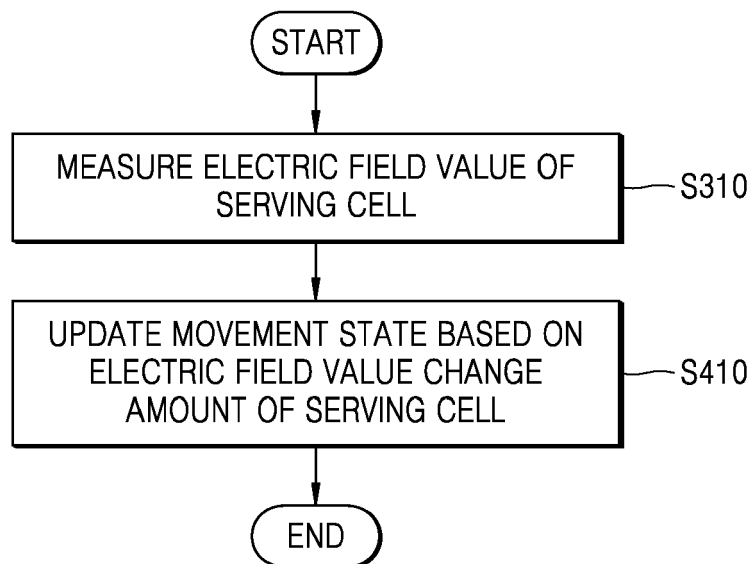 START
MEASURE ELECTRIC FIELD VALUE OF
SERVING CELL
S310
UPDATE MOVEMENT STATE BASED ON
ELECTRIC FIELD VALUE CHANGE
AMOUNT OF SERVING CELL
S410
END